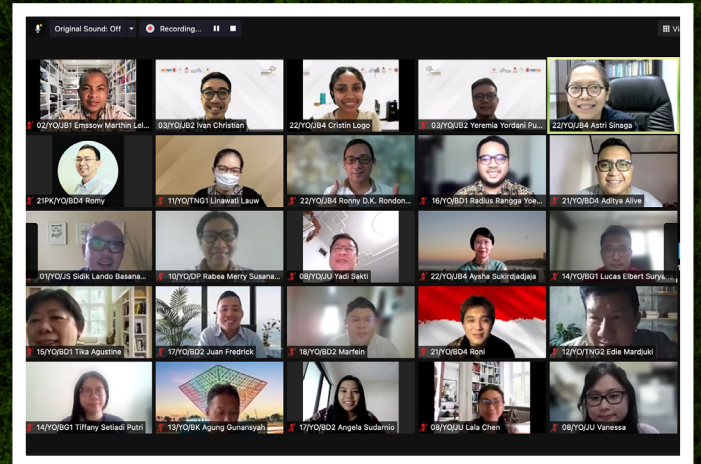 Original Sound: Off
Recording...
02/YO/JB1 Emssow Marthin Lel...
03/YO/JB2 Ivan Christian
22/YO/JB4 Cristin Logo
03/YO/JB2 Yeremia Yordani Pu...
22/YO/JB4 Astri Sinaga
21PK/YO/BD4 Romy
11/YO/TNG1 Linawati Lauw
22/YO/JB4 Ronny D.K. Rondon...
16/YO/BD1 Radius Rangga Yoe...
21/YO/BD4 Aditya Alive
01/YO/JS Sidik Lando Basana...
10/YO/DP Rabea Merry Susana...
08/YO/JU Yadi Sakti
22/YO/JB4 Aysha Sukirdjadjaja
14/YO/BG1 Lucas Elbert Surya...
15/YO/BD1 Tika Agustine
17/YO/BD2 Juan Fredrick
18/YO/BD2 Marfein
21/YO/BD4 Roni
12/YO/TNG2 Edie Mardjuki
14/YO/BG1 Tiffany Setiadi Putri
13/YO/BK Agung Gunansyah
17/YO/BD2 Angela Sudarnio
08/YO/JU Lala Chen
08/YO/JU Vanessa